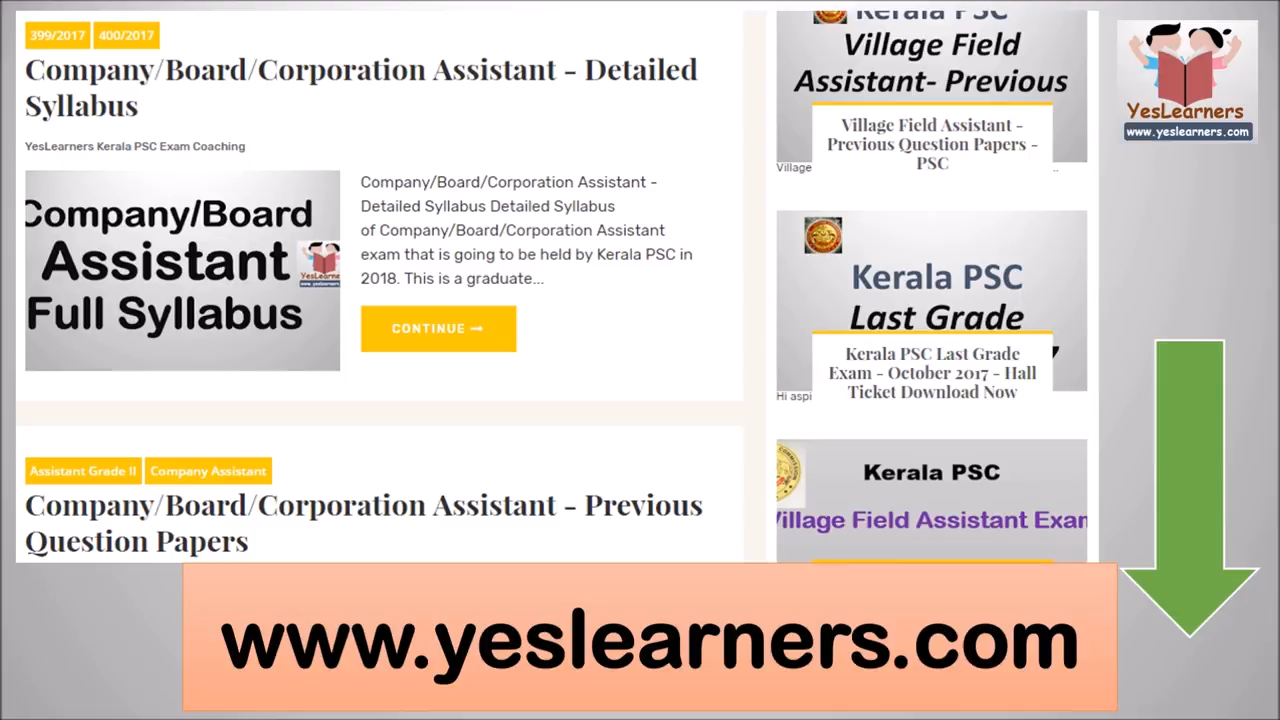 399/2017 400/2017
Company/Board/Corporation Assistant - Detailed
Syllabus
YesLearners Kerala PSC Exam Coaching
Company/Board
Assistant
Full Syllabus
YesLearne
Company/Board/Corporation Assistant -
Detailed Syllabus Detailed Syllabus
of Company/Board/Corporation Assistant
exam that is going to be held by Kerala PSC in
2018. This is a graduate...
CONTINUE
Assistant Grade II Company Assistant
Company/Board/Corporation Assistant - Previous
Question Papers
Kerala PSC
Village Field
Assistant- Previous
Village Field Assistant -
Previous Question Papers -
PSC
Village ..
Kerala PSC
Last Grade
Kerala PSC Last Grade
Exam - October 2017 - Hall
Ticket Download Now
Hi aspi
Kerala PSC
Village Field Assistant Exam
YesLearners
www.yeslearners.com
www.yeslearners.com